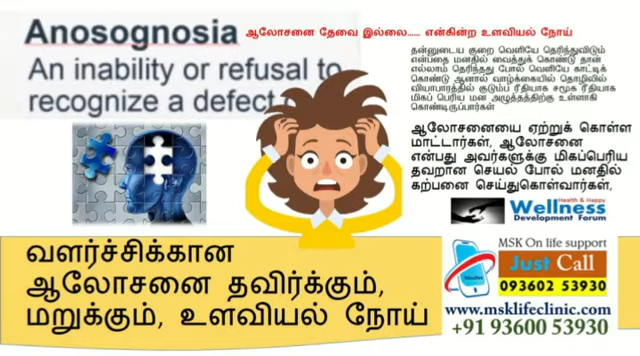 Anosognosia
ஆலோசனை தேவை இல்லை...... என்கின்ற உளவியல் நோய்
An inability or refusal to
recognize a defect
தன்னுடைய குறை வெளியே தெரிந்துவிடும்
என்பதை மனதில் வைத்துக் கொண்டு தான்
எல்லாம் தெரிந்தது போல் வெளியே காட்டிக்
கொண்டு ஆனால் வாழ்க்கையில் தொழிலில்
வியாபாரத்தில் குடும்ப ரீதியாக சமூக ரீதியாக
மிகப் பெரிய மன அழுத்தத்திற்கு உள்ளாகி
கொண்டிருப்பார்கள்
ஆலோசனையை ஏற்றுக் கொள்ள
மாட்டார்கள், ஆலோசனை
என்பது அவர்களுக்கு மிகப்பெரிய
தவறான செயல் போல் மனதில்
கற்பனை செய்துகொள்வார்கள்,
Health & Happy
Wellness
Development Forum
வளர்ச்சிக்கான
ஆலோசனை தவிர்க்கும்,
மறுக்கும், உளவியல் நோய்
MSK On life support
Just Call
09360253930
www.msklifeclinic.com
+91 93600 53930